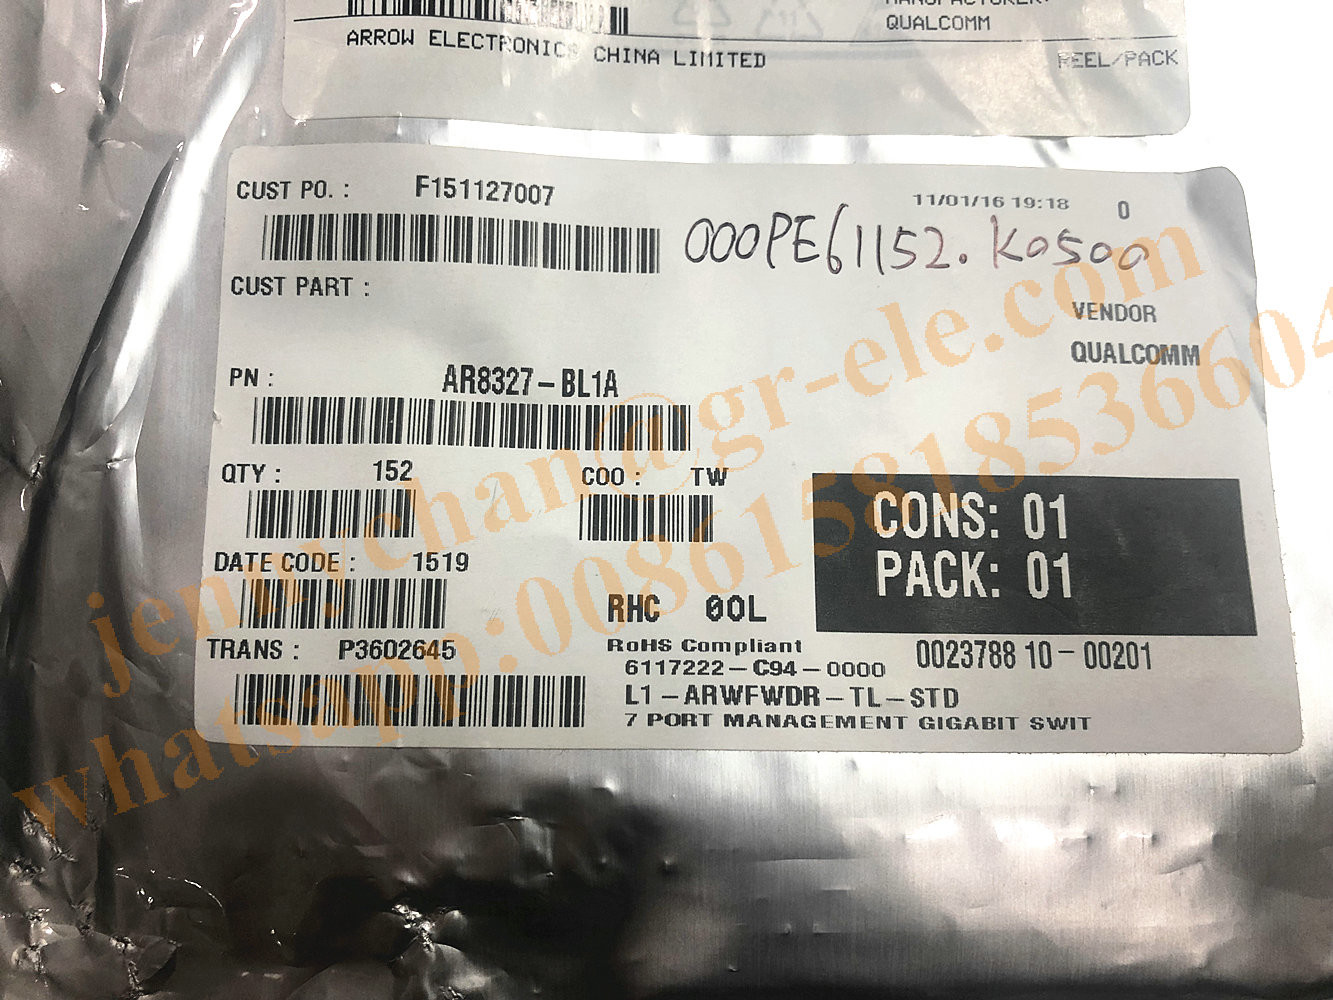 QUALCOMM
ARROW ELECTRONICS CHINA LIMITED
REEL/PACK
CUST PO. : F151127007
11/01/16 19:18 0
000PE61152.K0500
CUST PART :
VENDOR
QUALCOMM
PN : AR8327-BL1A
QTY : 152
COO : TW
CONS: 01
PACK: 01
DATE CODE : 1519
RHC 00L
TRANS : P3602645
RoHS Compliant
6117222-C94-0000
0023788 10-00201
L1-ARWFWDR-TL-STD
7 PORT MANAGEMENT GIGABIT SWIT
jennychan@gr-ele.com
whatsapp:008615818536604